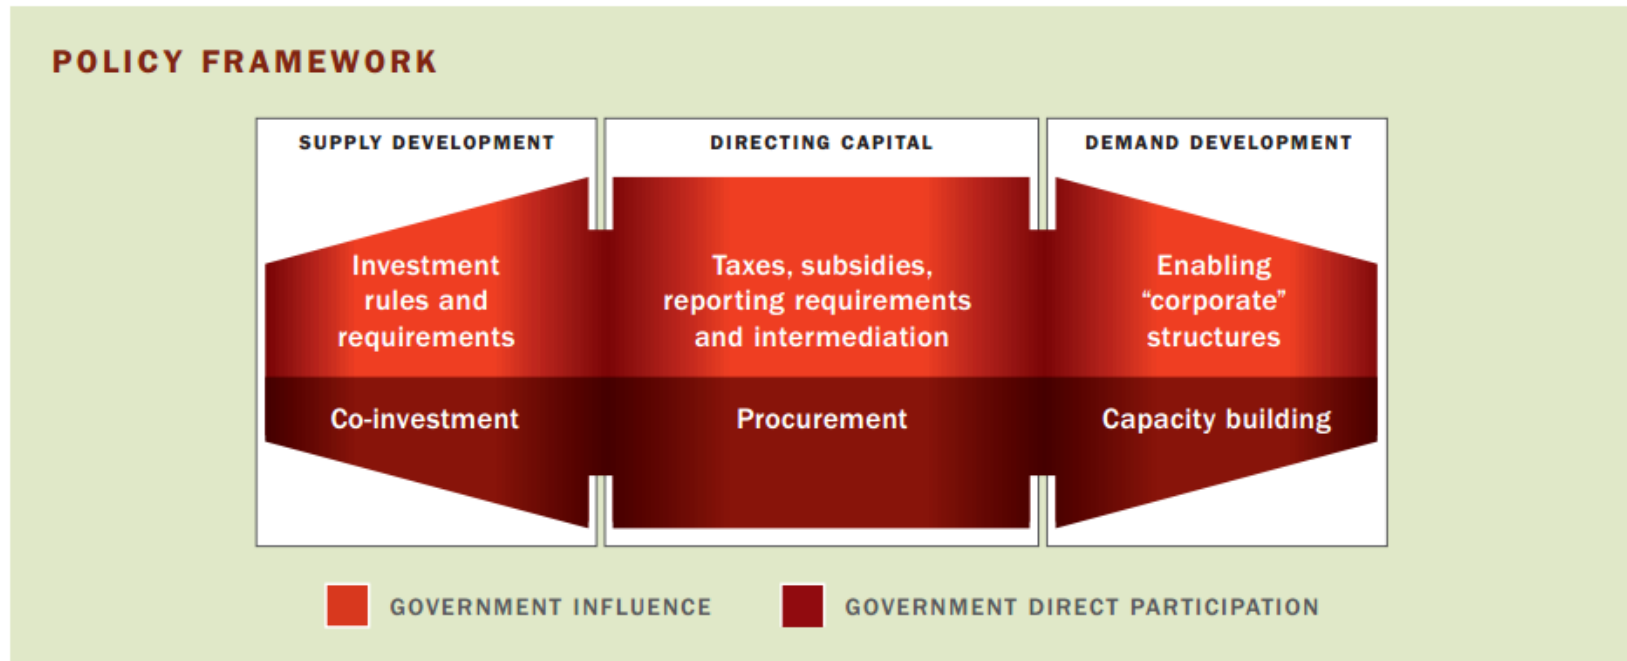 POLICY FRAMEWORK
SUPPLY DEVELOPMENT
Investment
rules and
requirements
Co-investment
DIRECTING CAPITAL
Taxes, subsidies,
reporting requirements
and intermediation
Procurement
DEMAND DEVELOPMENT
Enabling
“corporate”
structures
Capacity building
GOVERNMENT INFLUENCE
GOVERNMENT DIRECT PARTICIPATION